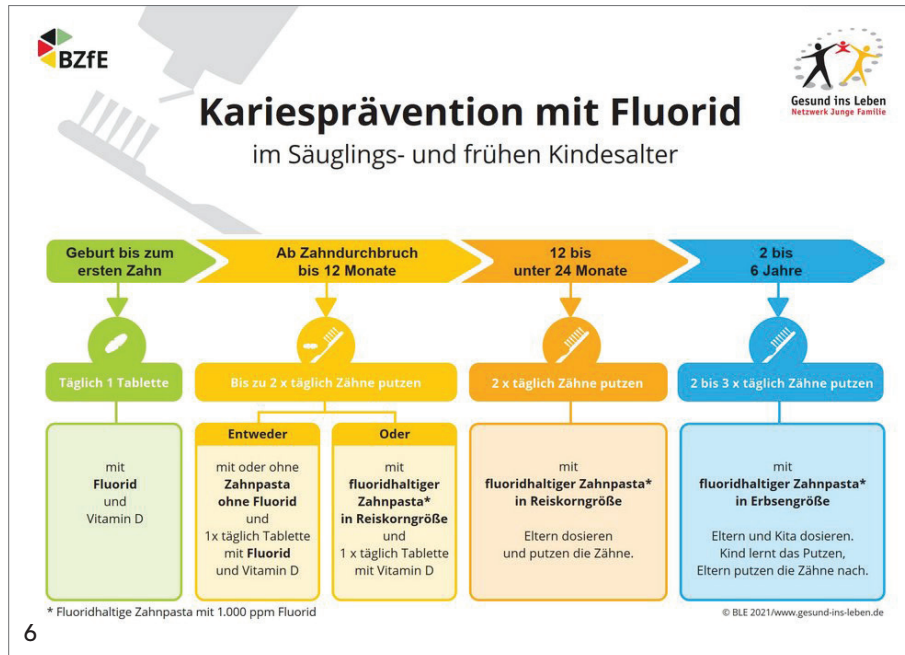 BZfE
Gesund ins Leben
Netzwerk Junge Familie
Kariesprävention mit Fluorid
im Säuglings- und frühen Kindesalter
Geburt bis zum
ersten Zahn
Täglich 1 Tablette
mit
Fluorid
und
Vitamin D
Ab Zahndurchbruch
bis 12 Monate
Bis zu 2 x täglich Zähne putzen
Entweder
mit oder ohne
Zahnpasta
ohne Fluorid
und
1x täglich Tablette
mit Fluorid
und Vitamin D
Oder
mit
fluoridhaltiger
Zahnpasta*
in Reiskorngröße
und
1 x täglich Tablette
mit Vitamin D
12 bis
unter 24 Monate
2 x täglich Zähne putzen
mit
fluoridhaltiger Zahnpasta*
in Reiskorngröße
Eltern dosieren
und putzen die Zähne.
2 bis
6 Jahre
2 bis 3 x täglich Zähne putzen
mit
fluoridhaltiger Zahnpasta*
in Erbsengröße
Eltern und Kita dosieren.
Kind lernt das Putzen,
Eltern putzen die Zähne nach.
* Fluoridhaltige Zahnpasta mit 1.000 ppm Fluorid
© BLE 2021/www.gesund-ins-leben.de
6